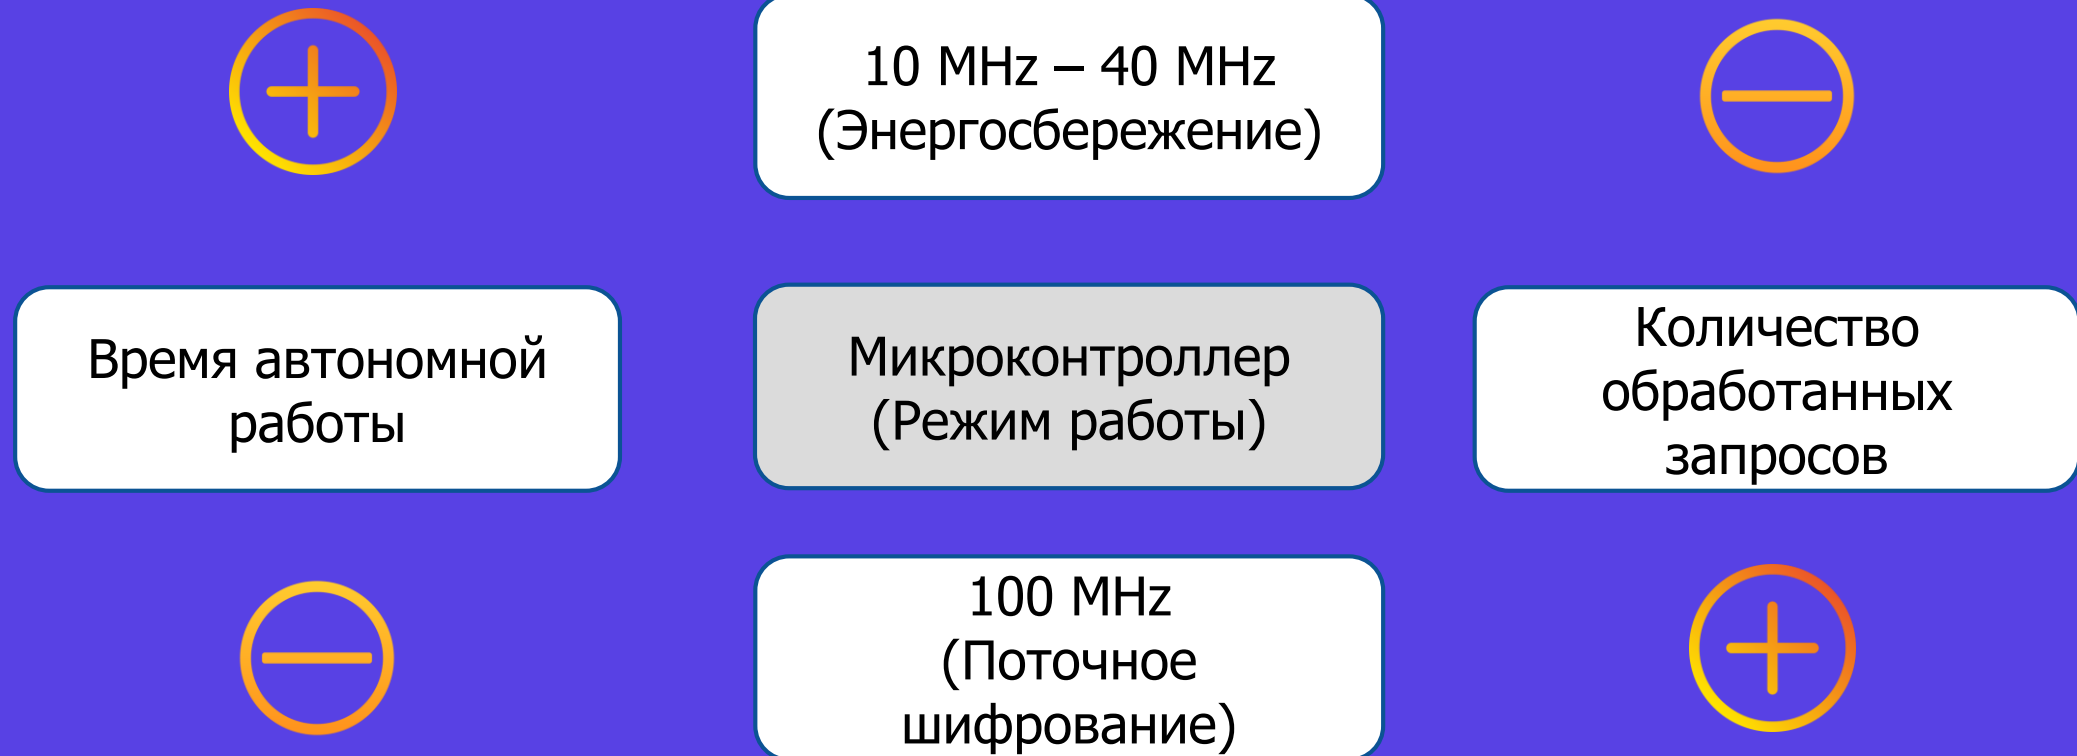 10 MHz – 40 MHz
(Энергосбережение)
Время автономной
работы
Микроконтроллер
(Режим работы)
Количество
обработанных
запросов
100 MHz
(Поточное
шифрование)